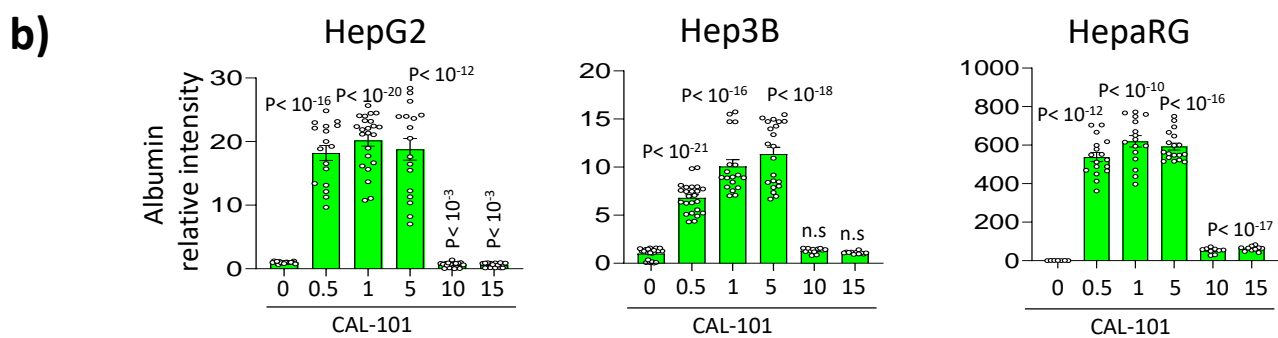 b)
HepG2
Albumin
relative intensity
30
20
10
0
P< 10-16
P< 10-20
P< 10-12
P< 10-3
P< 10-3
0 0.5 1 5 10 15
CAL-101
Hep3B
20
15
10
5
0
P< 10-21
P< 10-16
P< 10-18
n.s
n.s
0 0.5 1 5 10 15
CAL-101
HepaRG
1000
800
600
400
200
0
P< 10-12
P< 10-10
P< 10-16
P< 10-17
0 0.5 1 5 10 15
CAL-101